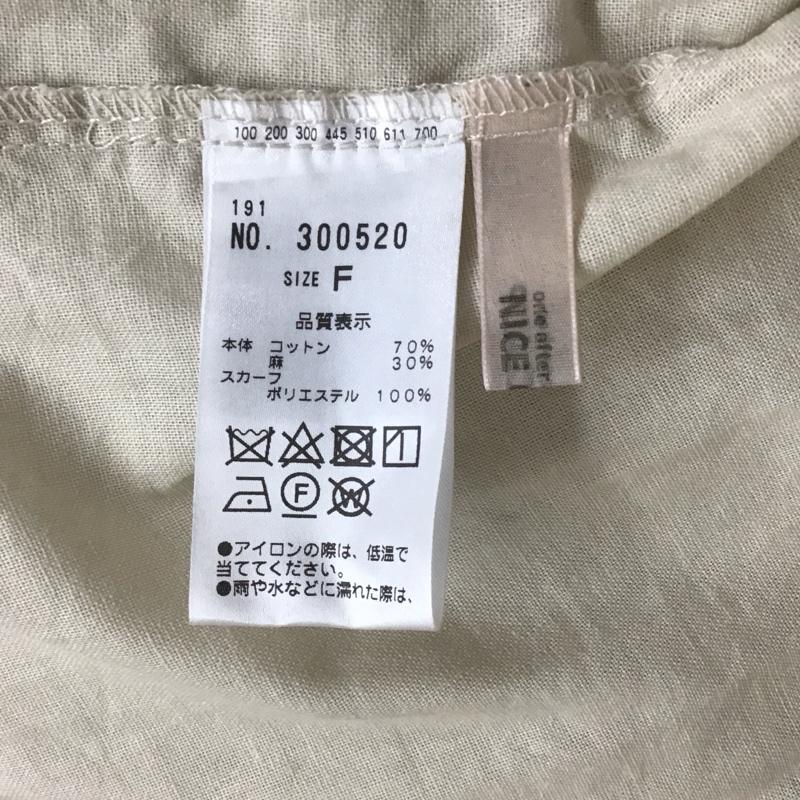 100 200 300 445 510 611 700
191
NO. 300520
SIZE F
品質表示
本体 コットン 70%
麻 30%
スカーフ
ポリエステル 100%
F
W
●アイロンの際は、低温で
当ててください。
●雨や水などに濡れた際は、
one after
NICE